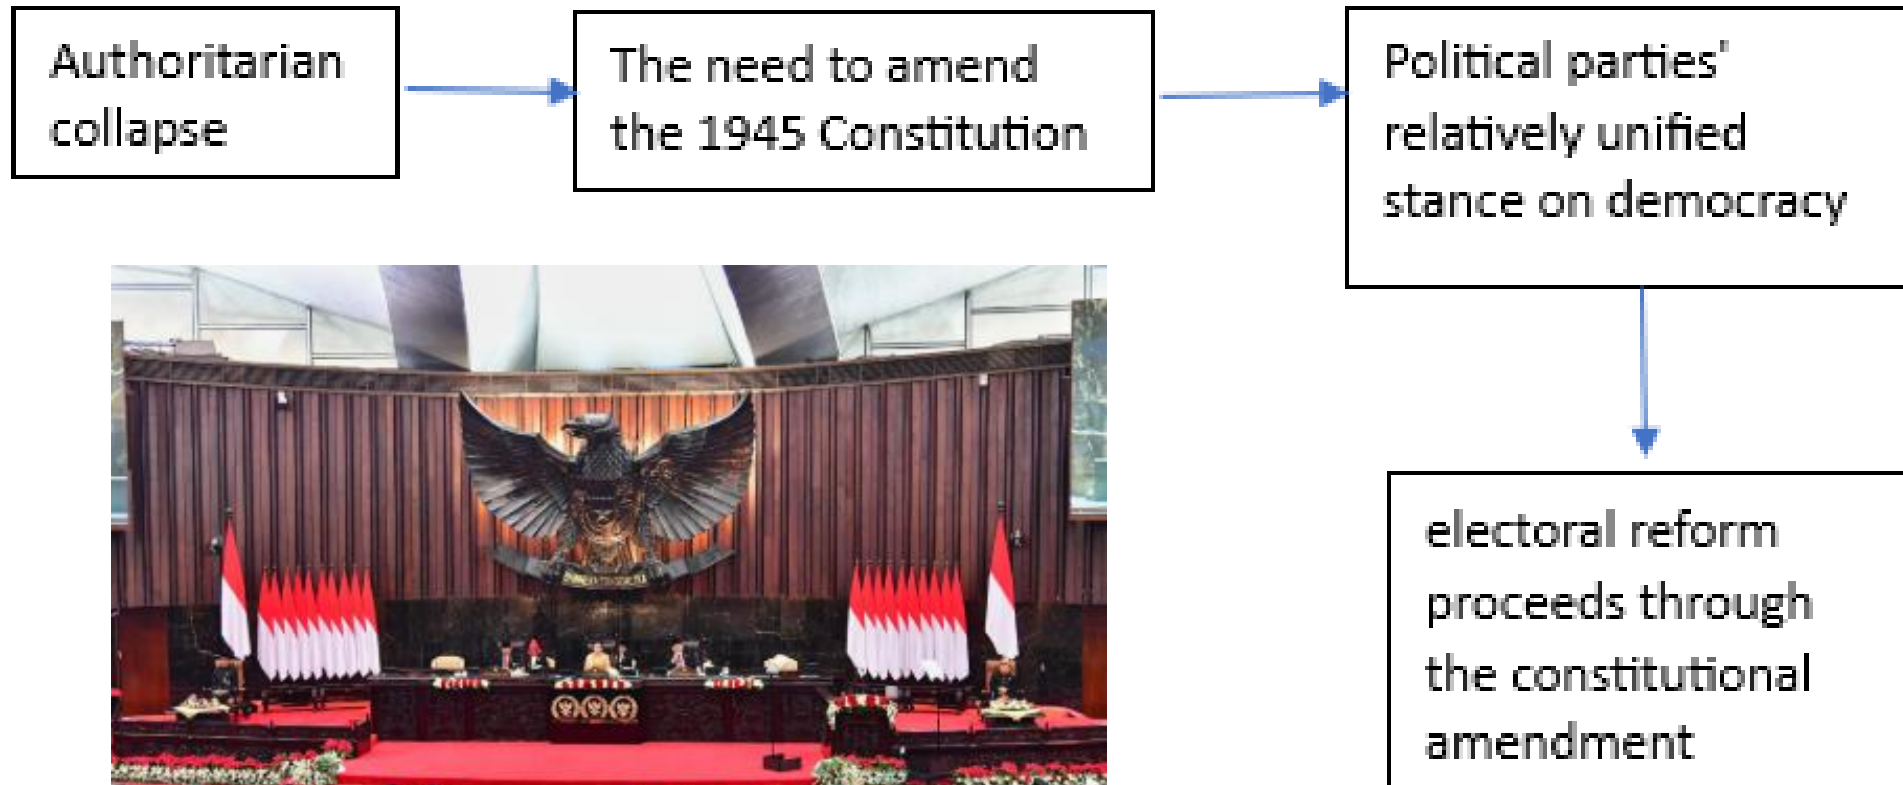 Authoritarian
collapse
The need to amend
the 1945 Constitution
Political parties'
relatively unified
stance on democracy
electoral reform
proceeds through
the constitutional
amendment